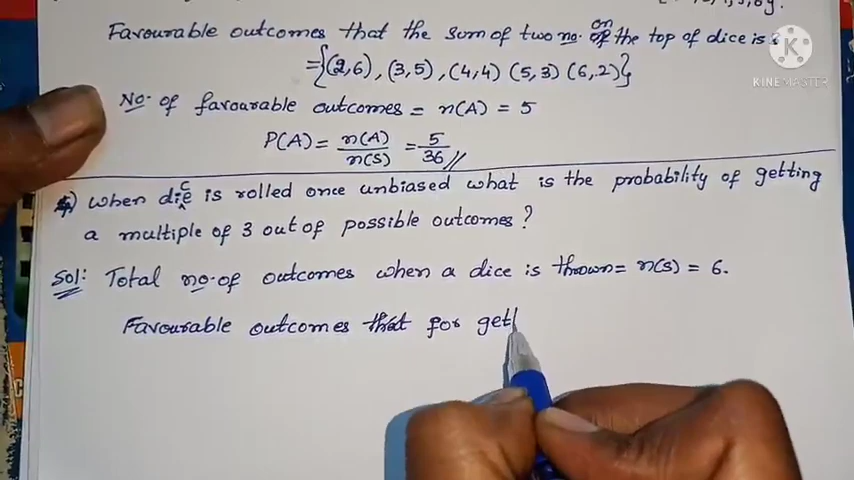 Favourable outcomes that the sum of two no. on the top of dice is 8
= {(2,6), (3,5), (4,4) (5,3) (6,2)}
No. of favourable outcomes = n(A) = 5
P(A) = n(A)/n(S) = 5/36 //
4) When dice is rolled once unbiased what is the probability of getting
a multiple of 3 out of possible outcomes?
Sol: Total no. of outcomes when a dice is thrown = n(S) = 6.
Favourable outcomes that for get
K
KINEMASTER